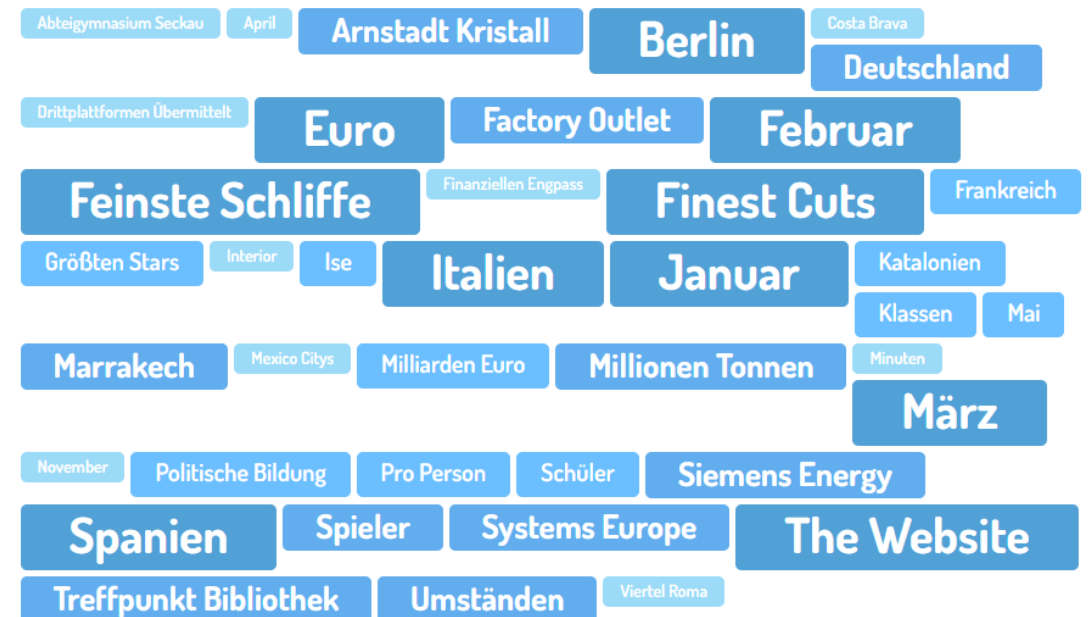 Abteigymnasium Seckau April Arnstadt Kristall Berlin Costa Brava
Deutschland
Drittplattformen Übermittelt Euro Factory Outlet Februar
Feinste Schliffe Finanziellen Engpass Finest Cuts Frankreich
Größten Stars Interior Ise Italien Januar Katalonien
Klassen Mai
Marrakech Mexico Citys Milliarden Euro Millionen Tonnen Minuten
März
November Politische Bildung Pro Person Schüler Siemens Energy
Spanien Spieler Systems Europe The Website
Treffpunkt Bibliothek Umständen Viertel Roma